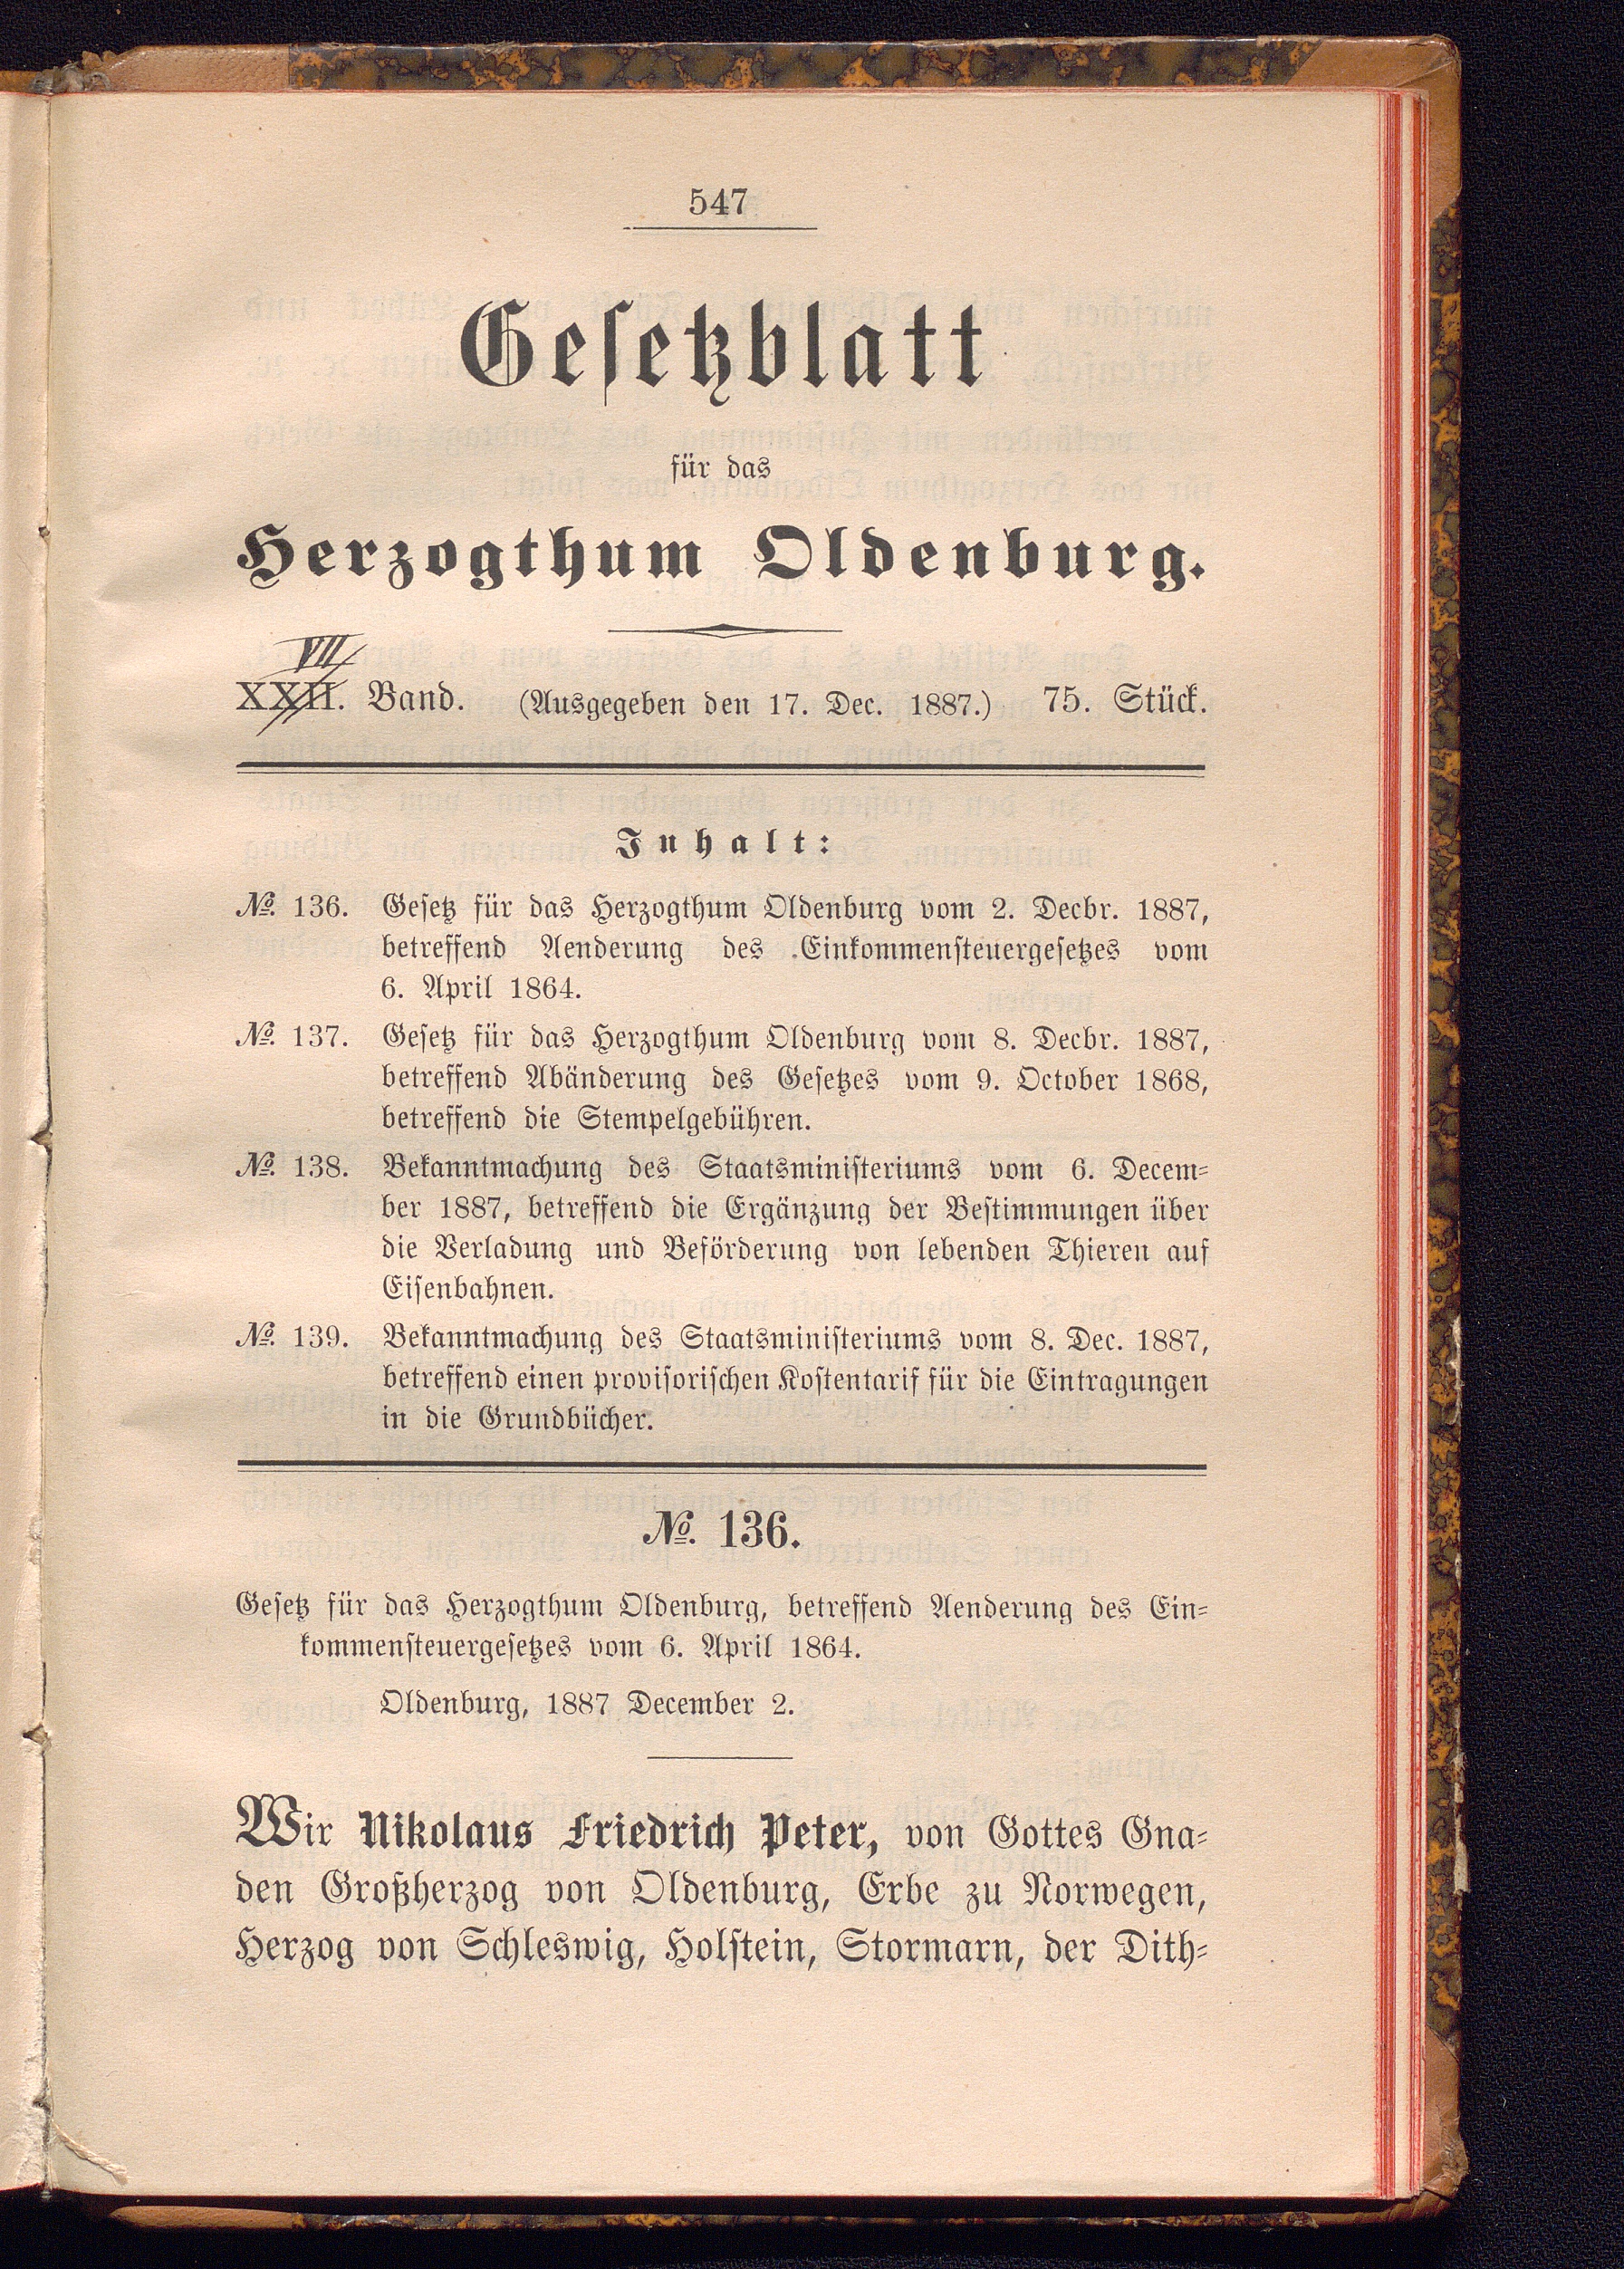 547
Gesetzblatt
für das
Herzogthum Oldenburg.
VII
XXII. Band. (Ausgegeben den 17. Dec. 1887.) 75. Stück.
Inhalt:
№. 136. Gesetz für das Herzogthum Oldenburg vom 2. Decbr. 1887,
betreffend Aenderung des Einkommensteuergesetzes vom
6. April 1864.
№. 137. Gesetz für das Herzogthum Oldenburg vom 8. Decbr. 1887,
betreffend Abänderung des Gesetzes vom 9. October 1868,
betreffend die Stempelgebühren.
№. 138. Bekanntmachung des Staatsministeriums vom 6. Decem-
ber 1887, betreffend die Ergänzung der Bestimmungen über
die Verladung und Beförderung von lebenden Thieren auf
Eisenbahnen.
№. 139. Bekanntmachung des Staatsministeriums vom 8. Dec. 1887,
betreffend einen provisorischen Kostentarif für die Eintragungen
in die Grundbücher.
№. 136.
Gesetz für das Herzogthum Oldenburg, betreffend Aenderung des Ein-
kommensteuergesetzes vom 6. April 1864.
Oldenburg, 1887 December 2.
Wir Nikolaus Friedrich Peter, von Gottes Gna-
den Großherzog von Oldenburg, Erbe zu Norwegen,
Herzog von Schleswig, Holstein, Stormarn, der Dith-